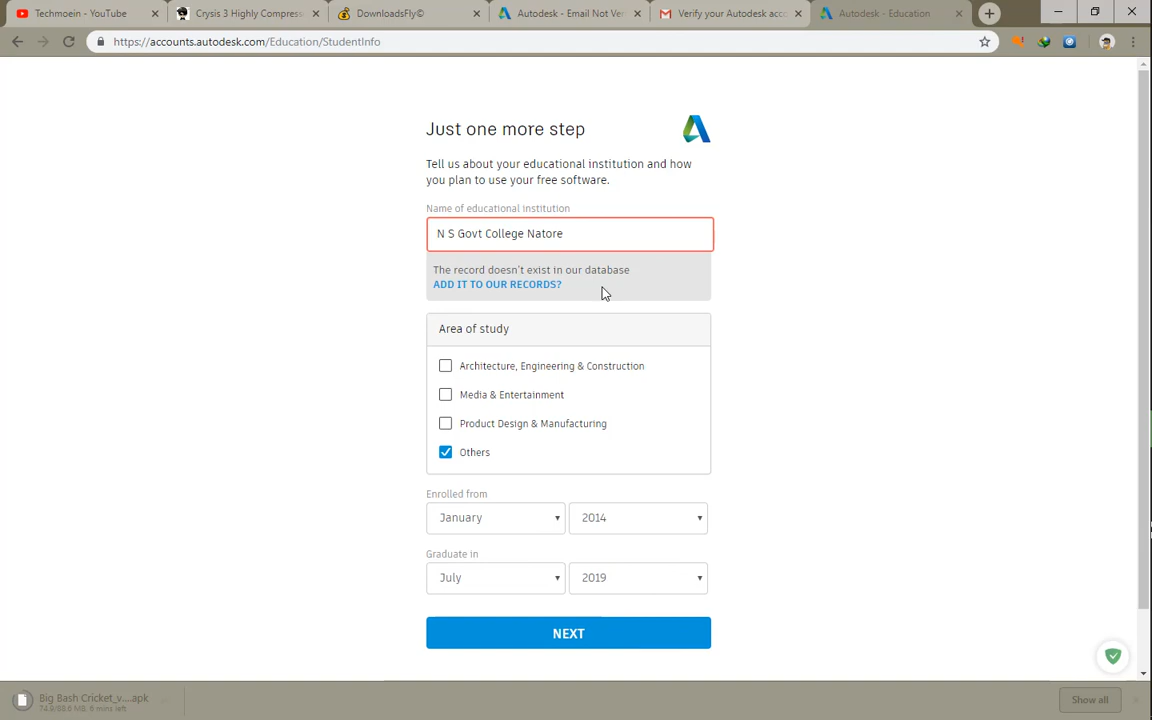 Techmoein - YouTube
Crysis 3 Highly Compress
DownloadsFly©
Autodesk - Email Not Ve
Verify your Autodesk acc
Autodesk - Education
https://accounts.autodesk.com/Education/StudentInfo
Just one more step
Tell us about your educational institution and how
you plan to use your free software.
Name of educational institution
N S Govt College Natore
The record doesn't exist in our database
ADD IT TO OUR RECORDS?
Area of study
Architecture, Engineering & Construction
Media & Entertainment
Product Design & Manufacturing
Others
Enrolled from
January
2014
Graduate in
July
2019
NEXT
Big Bash Cricket_v....apk
74.9/88.6 MB, 6 mins left
Show all